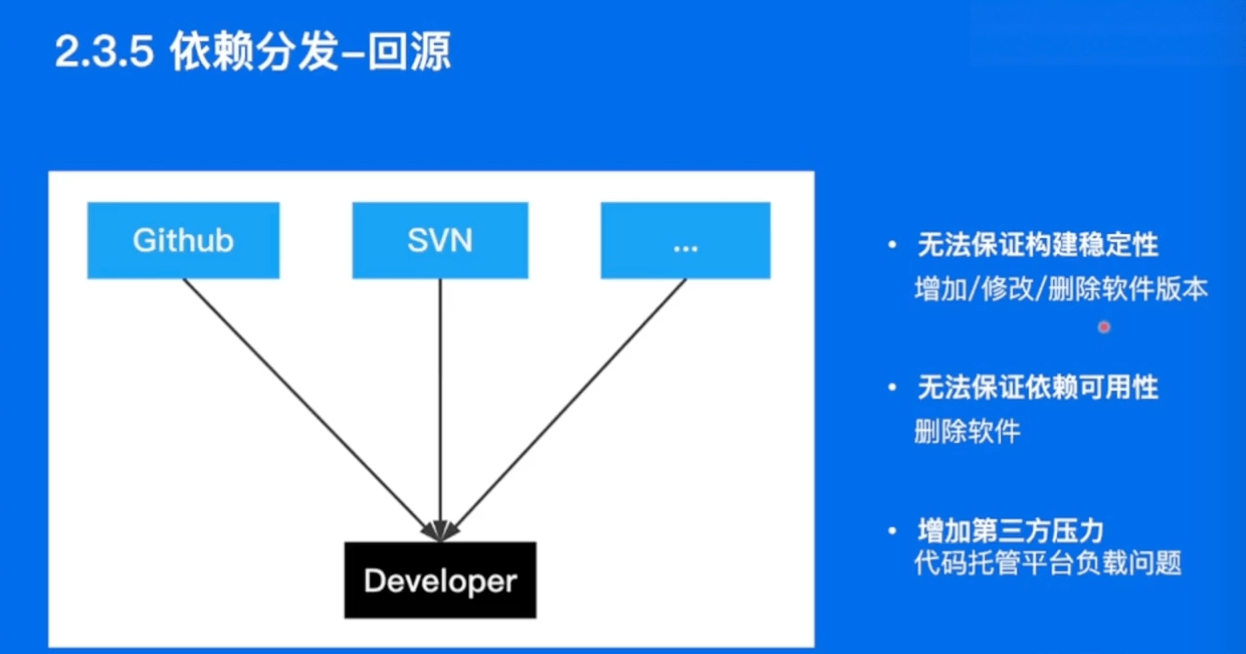 2.3.5 依赖分发-回源
Github
SVN
...
Developer
• 无法保证构建稳定性
增加/修改/删除软件版本
• 无法保证依赖可用性
删除软件
• 增加第三方压力
代码托管平台负载问题